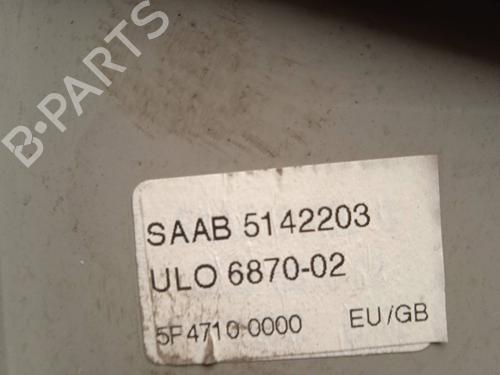 B-PARTS
SAAB 5142203
ULO 6870-02
5F4710 0000 EU/GB